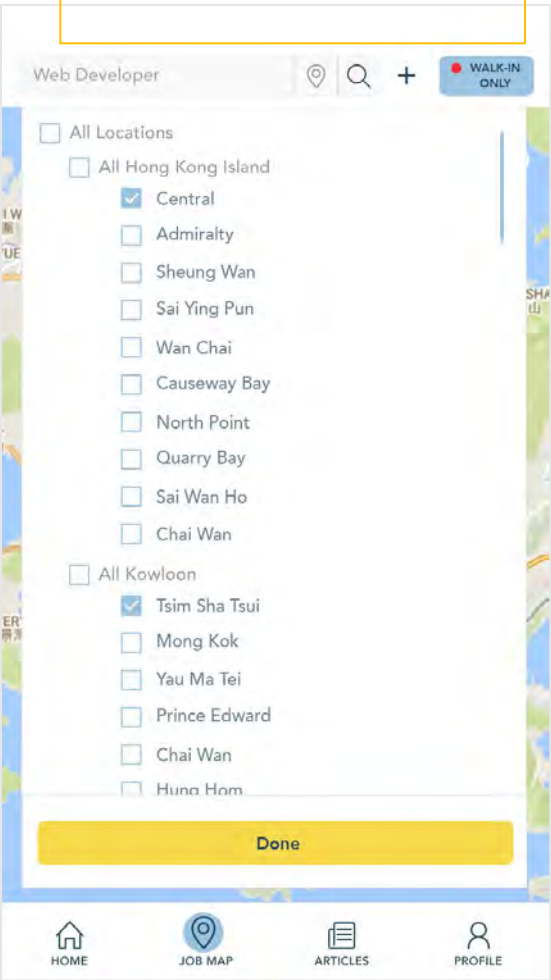 Web Developer
WALK-IN
ONLY
All Locations
All Hong Kong Island
Central
Admiralty
Sheung Wan
Sai Ying Pun
Wan Chai
Causeway Bay
North Point
Quarry Bay
Sai Wan Ho
Chai Wan
All Kowloon
Tsim Sha Tsui
Mong Kok
Yau Ma Tei
Prince Edward
Chai Wan
Hung Hom
Done
HOME
JOB MAP
ARTICLES
PROFILE